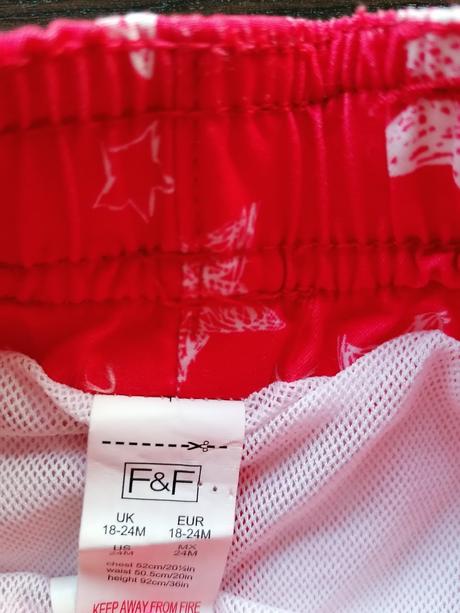 F&F
UK EUR
18-24M 18-24M
US MX
24M 24M
chest 52cm/20½in
waist 50.5cm/20in
height 92cm/36in
KEEP AWAY FROM FIRE